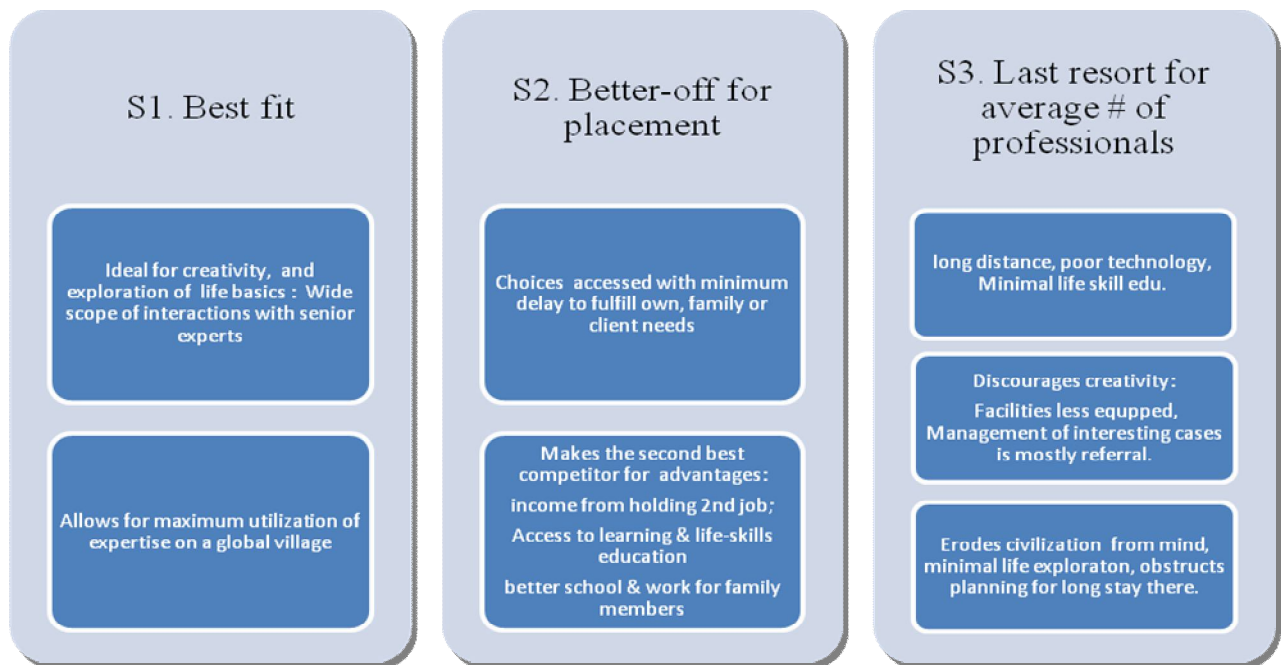 S1. Best fit
Ideal for creativity, and
exploration of life basics : Wide
scope of interactions with senior
experts
Allows for maximum utilization of
expertise on a global village
S2. Better-off for
placement
Choices accessed with minimum
delay to fulfill own, family or
client needs
Makes the second best
competitor for advantages:
income from holding 2nd job;
Access to learning & life-skills
education
better school & work for family
members
S3. Last resort for
average # of
professionals
long distance, poor technology,
Minimal life skill edu.
Discourages creativity:
Facilities less equpped,
Management of interesting cases
is mostly referral.
Erodes civilization from mind,
minimal life exploraton, obstructs
planning for long stay there.